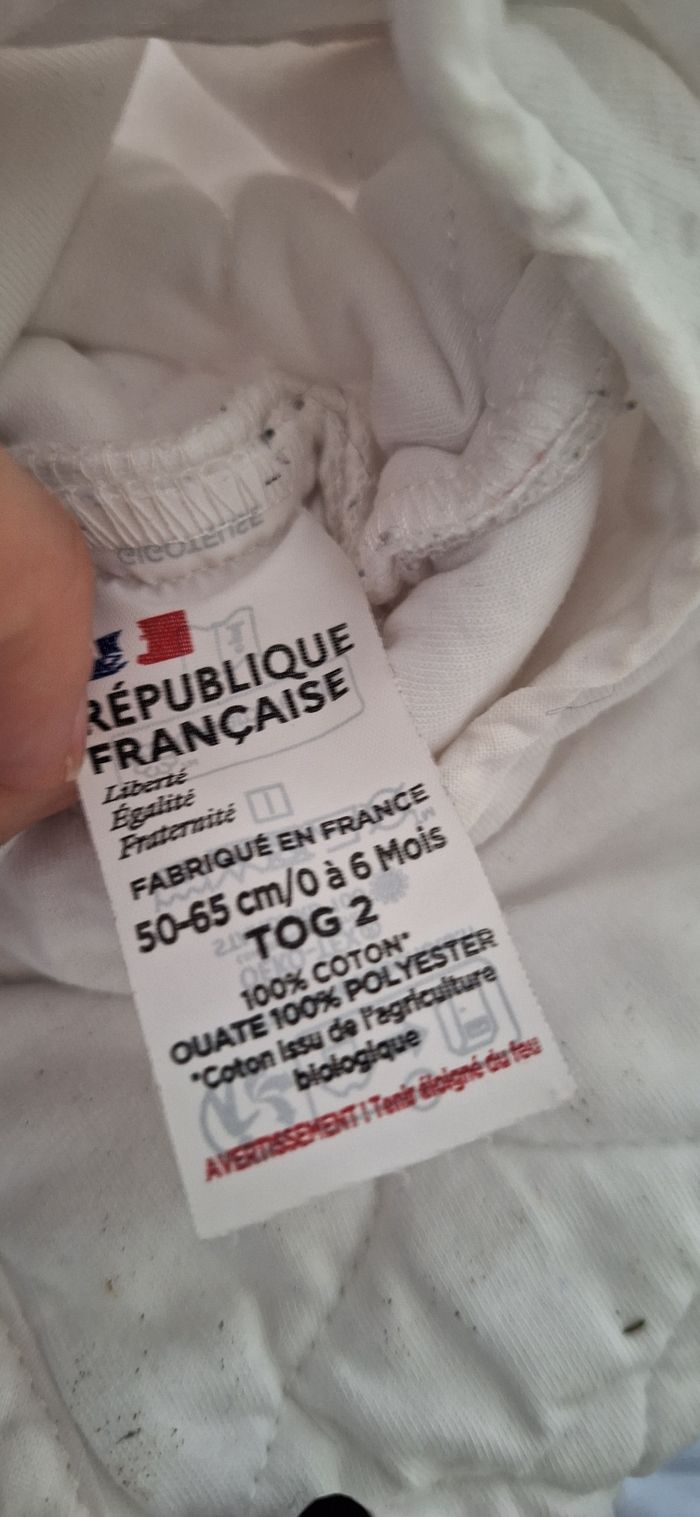 RÉPUBLIQUE
FRANÇAISE
Liberté
Égalité
Fraternité
FABRIQUÉ EN FRANCE
50-65 cm/0 à 6 Mois
TOG 2
100% COTON*
OUATE 100% POLYESTER
*Coton issu de l'agriculture
biologique
AVERTISSEMENT ! Tenir éloigné du feu